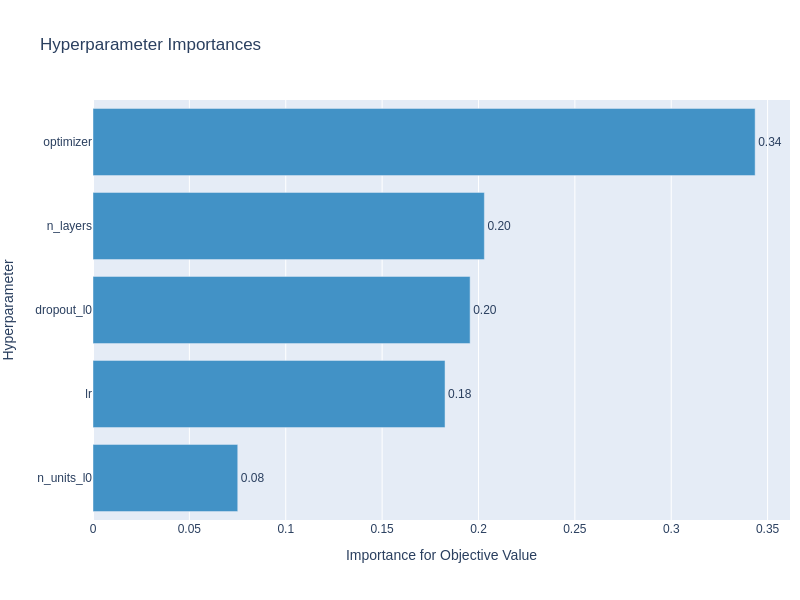 Hyperparameter Importances
Hyperparameter
optimizer
0.34
n_layers
0.20
dropout_l0
0.20
lr
0.18
n_units_l0
0.08
0 0.05 0.1 0.15 0.2 0.25 0.3 0.35
Importance for Objective Value